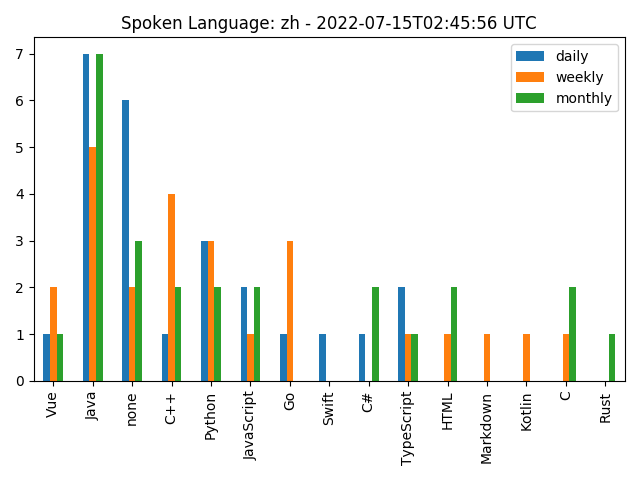 Spoken Language: zh - 2022-07-15T02:45:56 UTC
daily
weekly
monthly
7
6
5
4
3
2
1
0
Vue
Java
none
C++
Python
JavaScript
Go
Swift
C#
TypeScript
HTML
Markdown
Kotlin
C
Rust